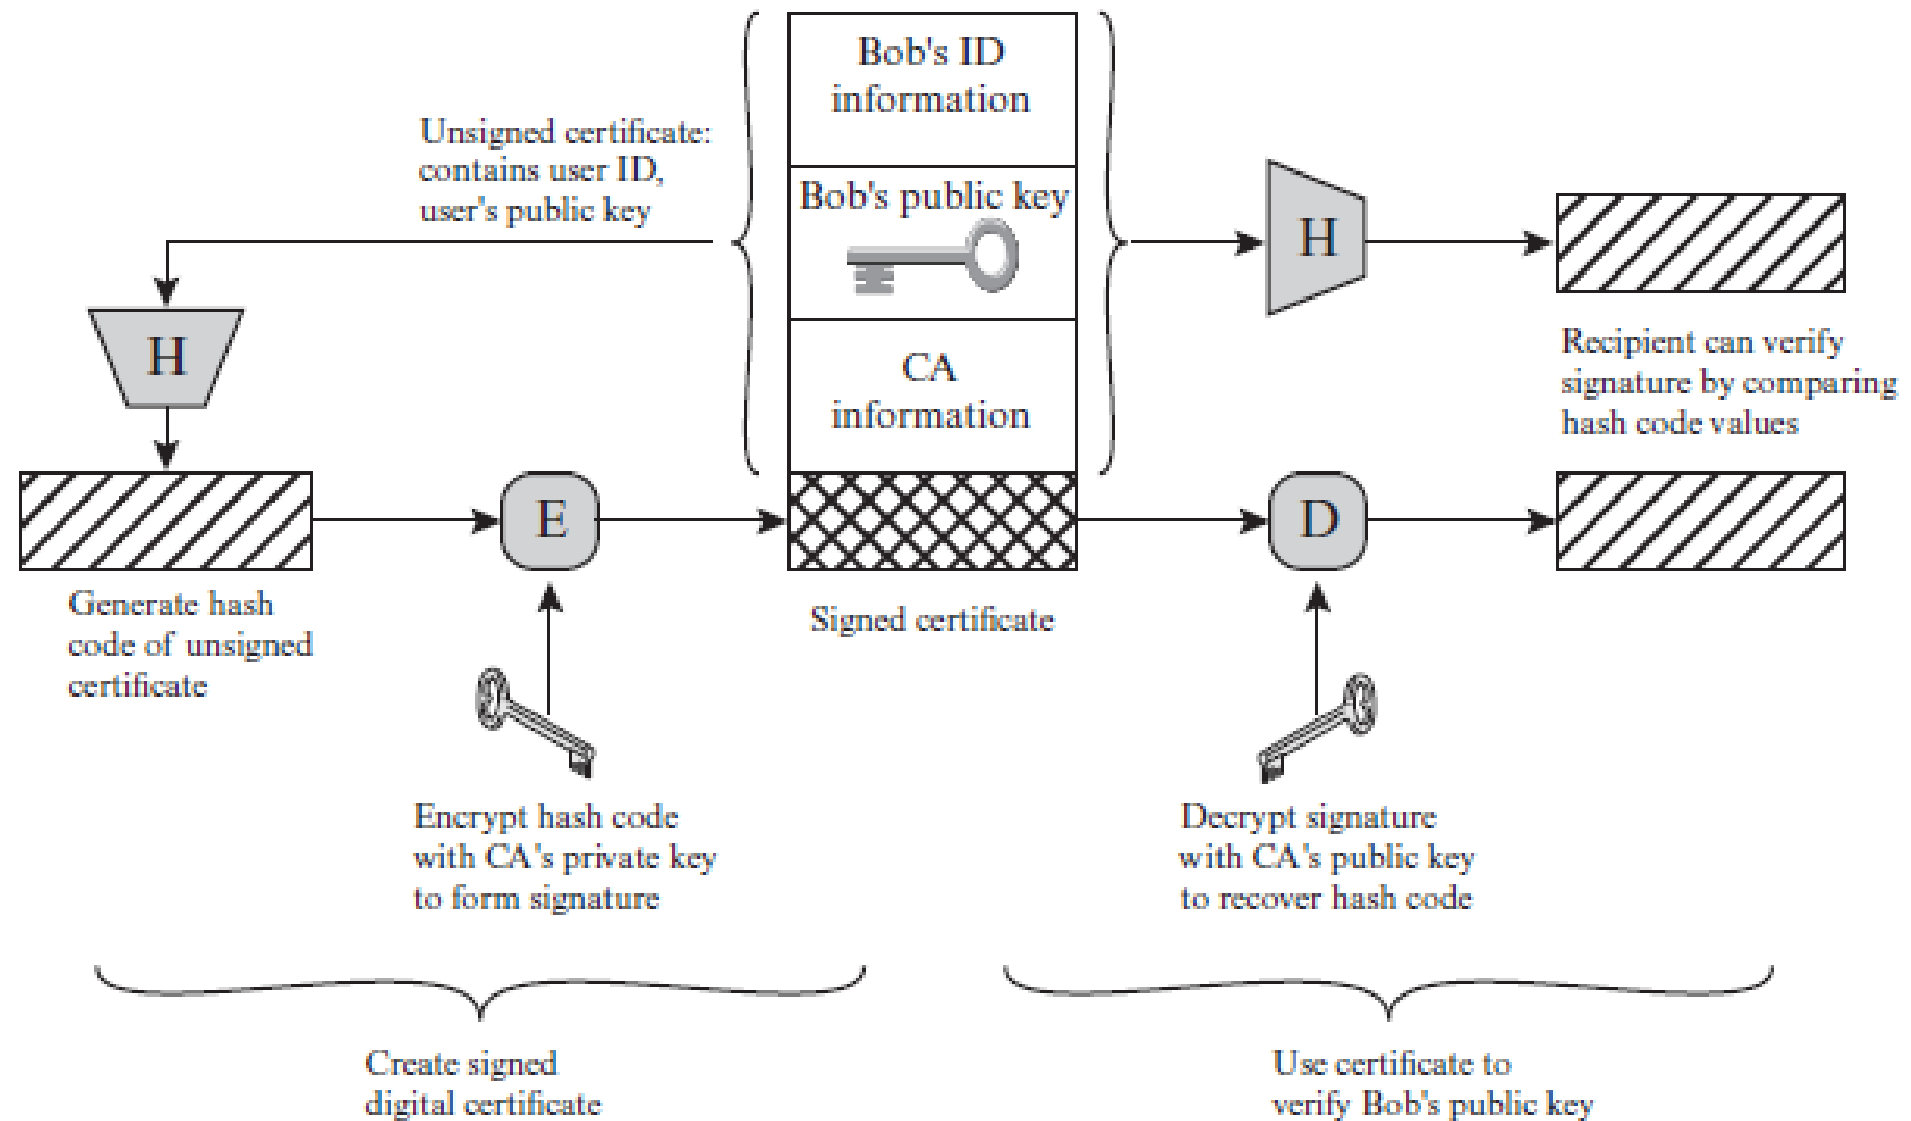 Bob's ID
information
Unsigned certificate:
contains user ID,
user's public key
Bob's public key
H
H
CA
information
Recipient can verify
signature by comparing
hash code values
E
D
Generate hash
code of unsigned
certificate
Signed certificate
Encrypt hash code
with CA's private key
to form signature
Decrypt signature
with CA's public key
to recover hash code
Create signed
digital certificate
Use certificate to
verify Bob's public key